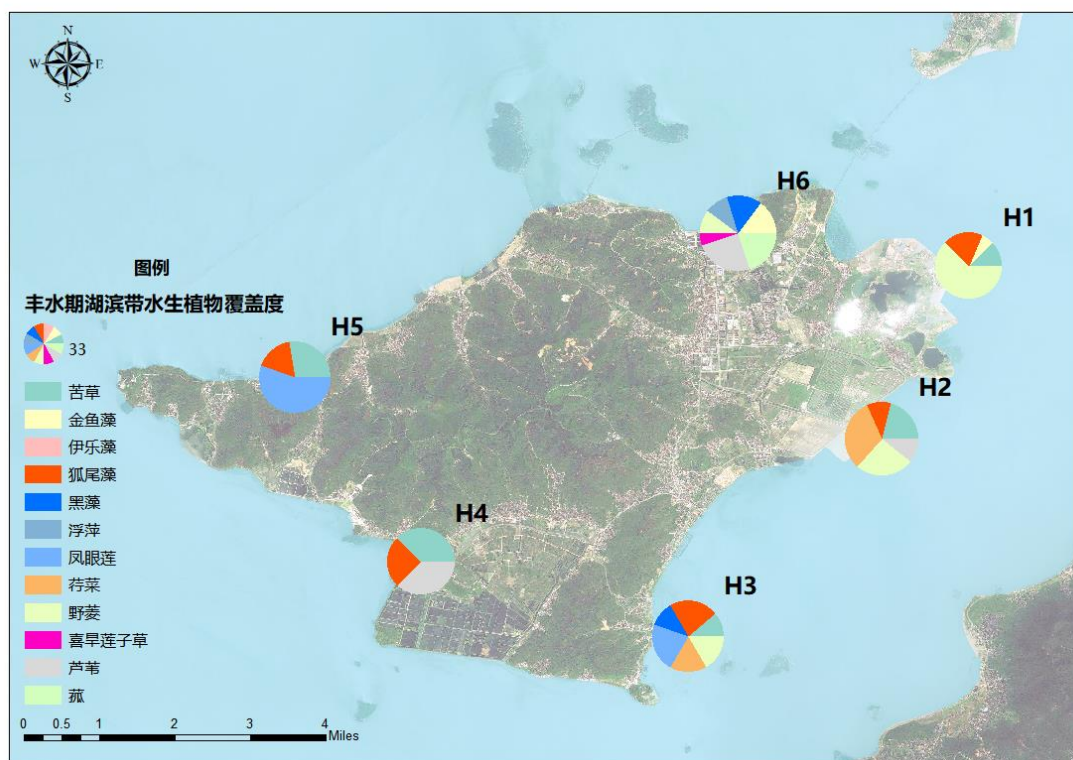 N
W E
S
H6
H1
图例
丰水期湖滨带水生植物覆盖度
33
H5
H2
苦草
金鱼藻
伊乐藻
狐尾藻
黑藻
浮萍
凤眼莲
荇菜
野菱
喜旱莲子草
芦苇
菰
H4
H3
0 0.5 1 2 3 4
Miles